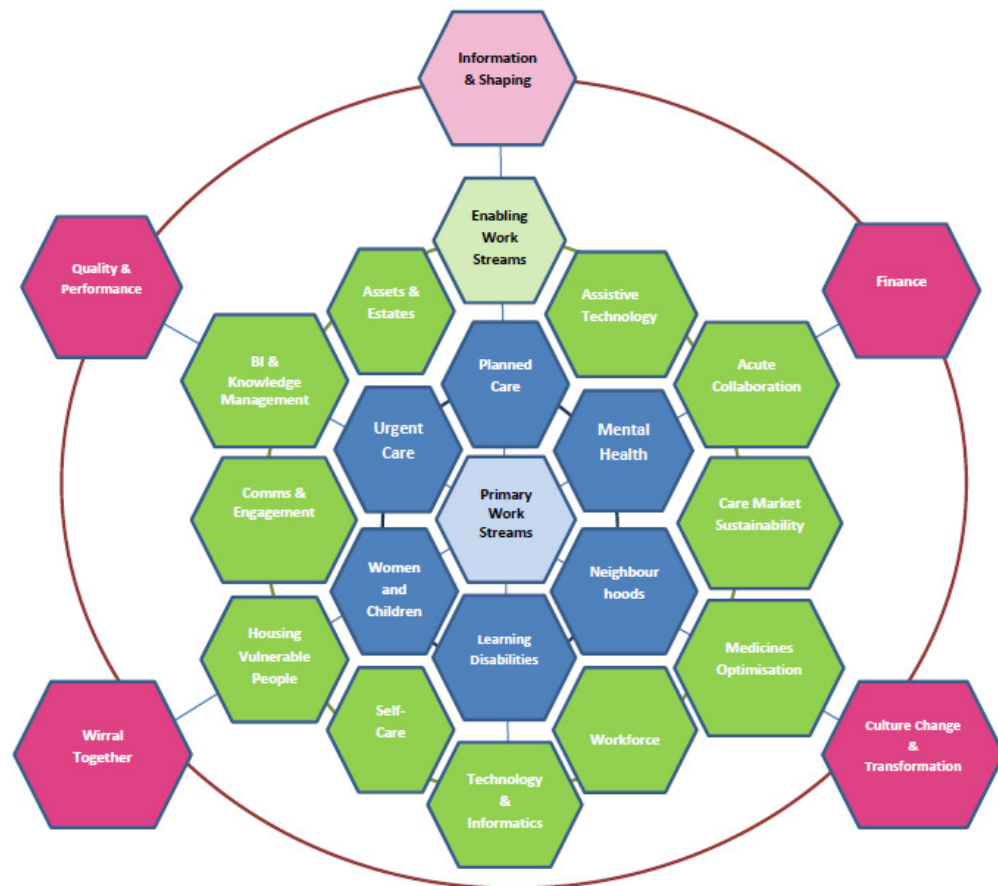 Information
& Shaping
Enabling
Work
Streams
Quality &
Performance
Finance
Assets &
Estates
Assistive
Technology
BI &
Knowledge
Management
Planned
Care
Acute
Collaboration
Urgent
Care
Mental
Health
Comms &
Engagement
Primary
Work
Streams
Care Market
Sustainability
Women
and
Children
Neighbour
hoods
Housing
Vulnerable
People
Learning
Disabilities
Medicines
Optimisation
Self-
Care
Workforce
Wirral
Together
Technology
&
Informatics
Culture Change
&
Transformation